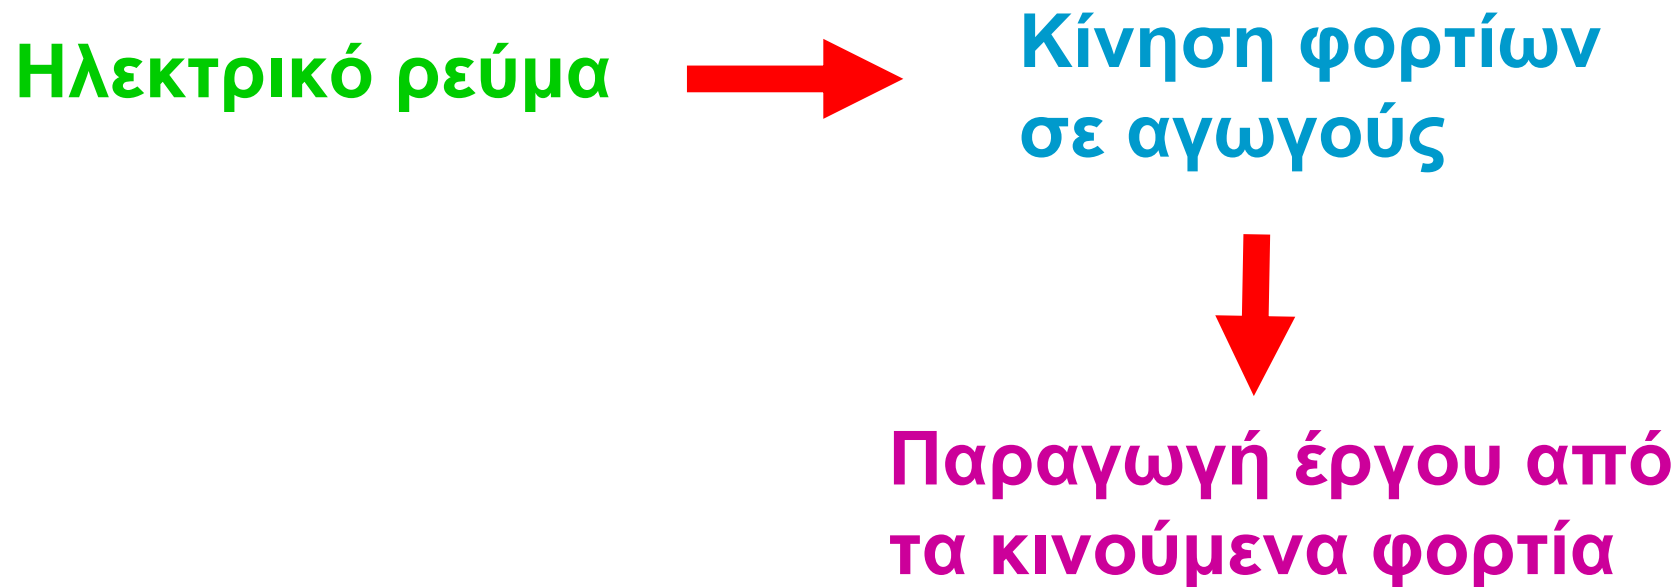 Ηλεκτρικό ρεύμα
Κίνηση φορτίων
σε αγωγούς
Παραγωγή έργου από
τα κινούμενα φορτία